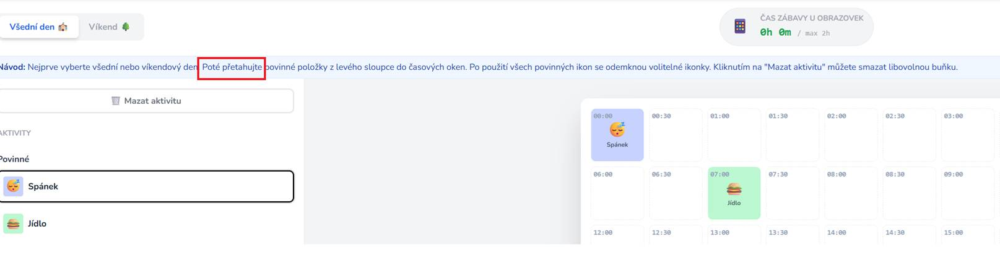 Všední den
Víkend
ČAS ZÁBAVY U OBRAZOVEK
0h 0m / max 2h
Návod: Nejprve vyberte všední nebo víkendový den. Poté přetahujte povinné položky z levého sloupce do časových oken. Po použití všech povinných ikon se odemknou volitelné ikonky. Kliknutím na "Mazat aktivitu" můžete smazat libovolnou buňku.
Mazat aktivitu
AKTIVITY
Povinné
Spánek
Jídlo
00:00 00:30 01:00 01:30 02:00 02:30 03:00
Spánek
06:00 06:30 07:00 07:30 08:00 08:30 09:00
Jídlo
12:00 12:30 13:00 13:30 14:00 14:30 15:00